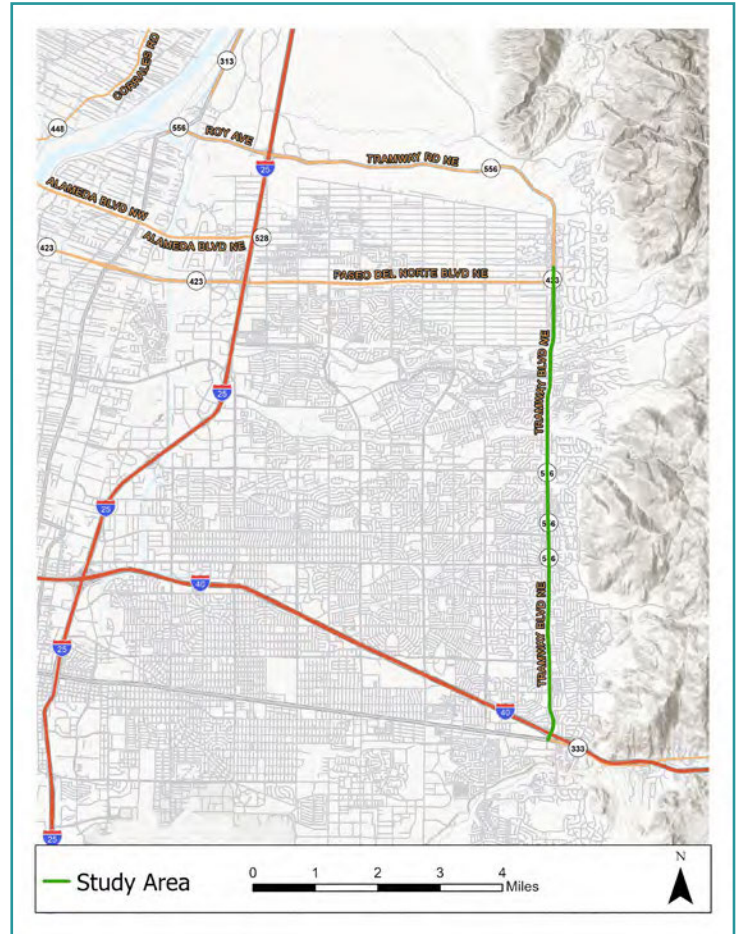 313
CORRALES RD
448
556
ROY AVE
TRAMWAY RD NE
556
25
ALAMEDA BLVD NW
ALAMEDA BLVD NE
528
423
423
PASEO DEL NORTE BLVD NE
423
TRAMWAY BLVD NE
25
556
25
556
556
40
25
TRAMWAY BLVD NE
40
333
25
N
Study Area
0 1 2 3 4
Miles